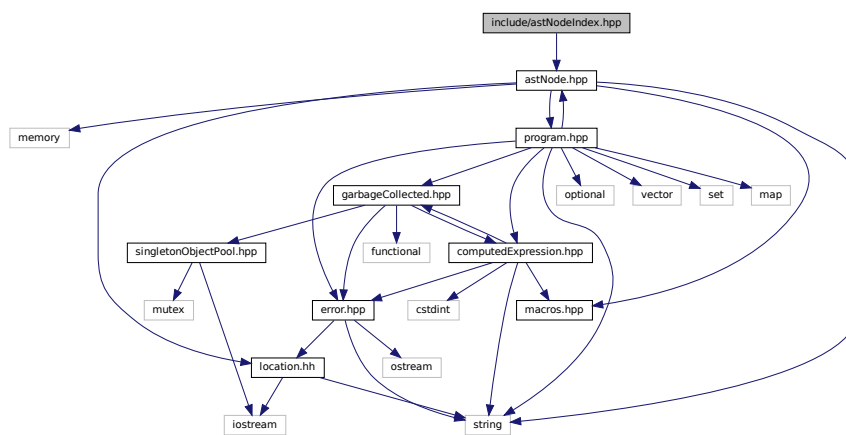 include/astNodeIndex.hpp
astNode.hpp
memory
program.hpp
garbageCollected.hpp
optional
vector
set
map
singletonObjectPool.hpp
functional
computedExpression.hpp
mutex
error.hpp
cstdint
macros.hpp
location.hh
ostream
iostream
string